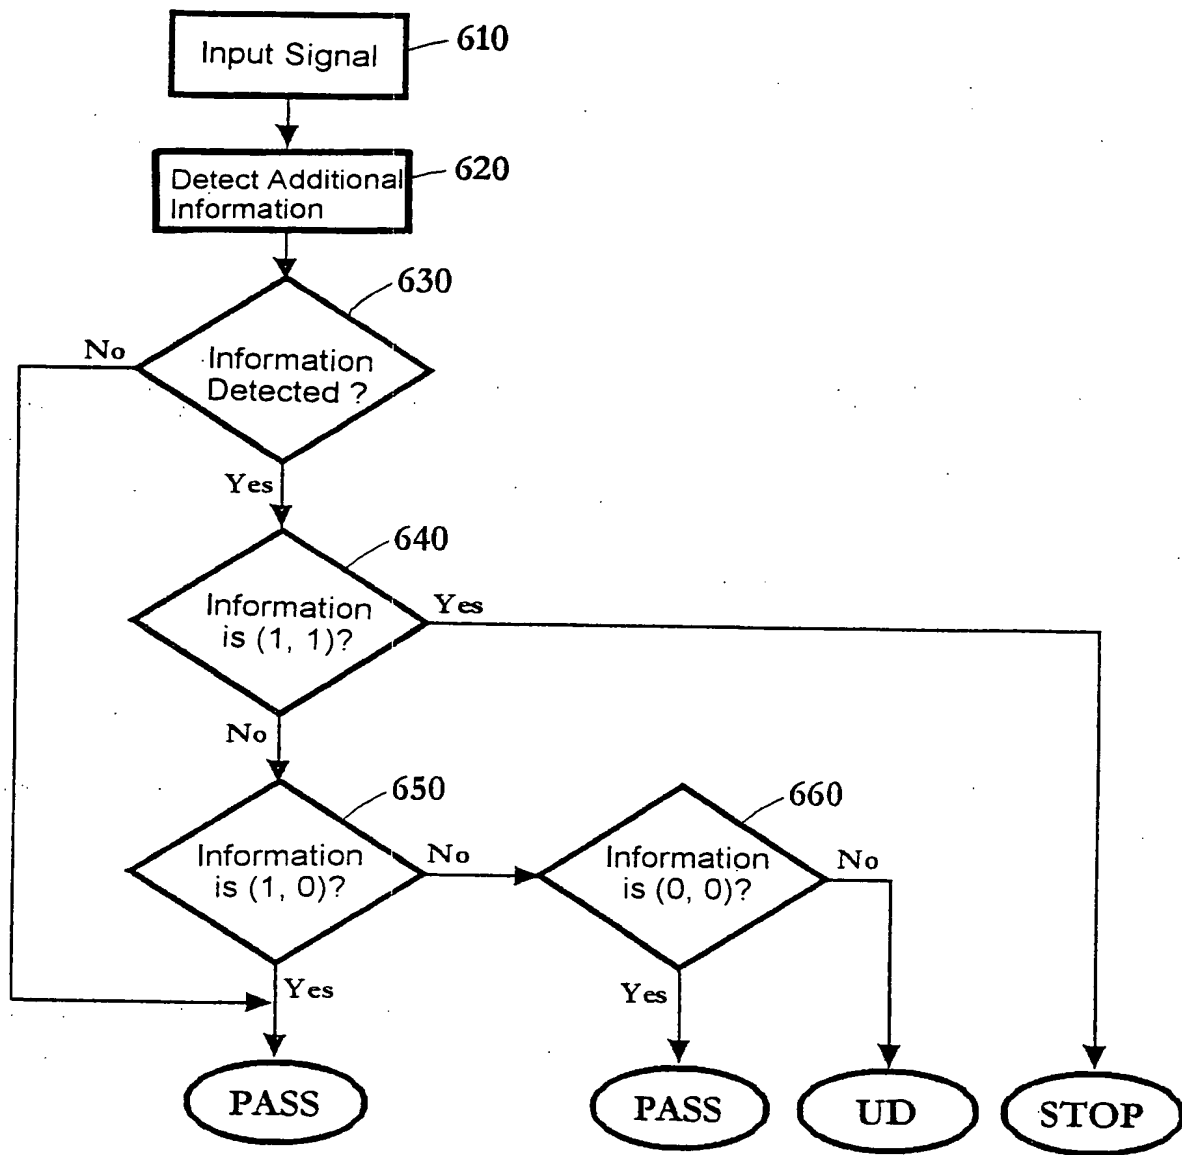 Input Signal
610
Detect Additional
Information
620
630
No
Information
Detected ?
Yes
640
Information
is (1, 1)?
Yes
No
650
Information
is (1, 0)?
No
660
Information
is (0, 0)?
No
Yes
Yes
PASS
PASS
UD
STOP